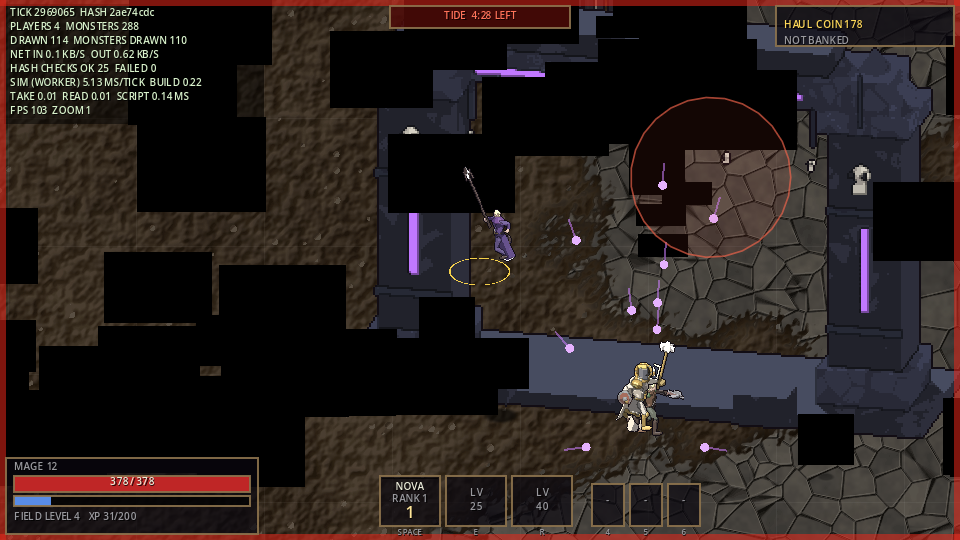 TICK 2969065 HASH 2ae74cdc
PLAYERS 4 MONSTERS 288
DRAWN 114 MONSTERS DRAWN 110
NET IN 0.1 KB/S OUT 0.62 KB/S
HASH CHECKS OK 25 FAILED 0
SIM (WORKER) 5.13 MS/TICK BUILD 0.22
TAKE 0.01 READ 0.01 SCRIPT 0.14 MS
FPS 103 ZOOM 1
TIDE 4:28 LEFT
HAUL COIN 178
NOT BANKED
MAGE 12
378/378
FIELD LEVEL 4 XP 31/200
NOVA
RANK 1
1
SPACE
LV
25
E
LV
40
R
-
4
-
5
-
6